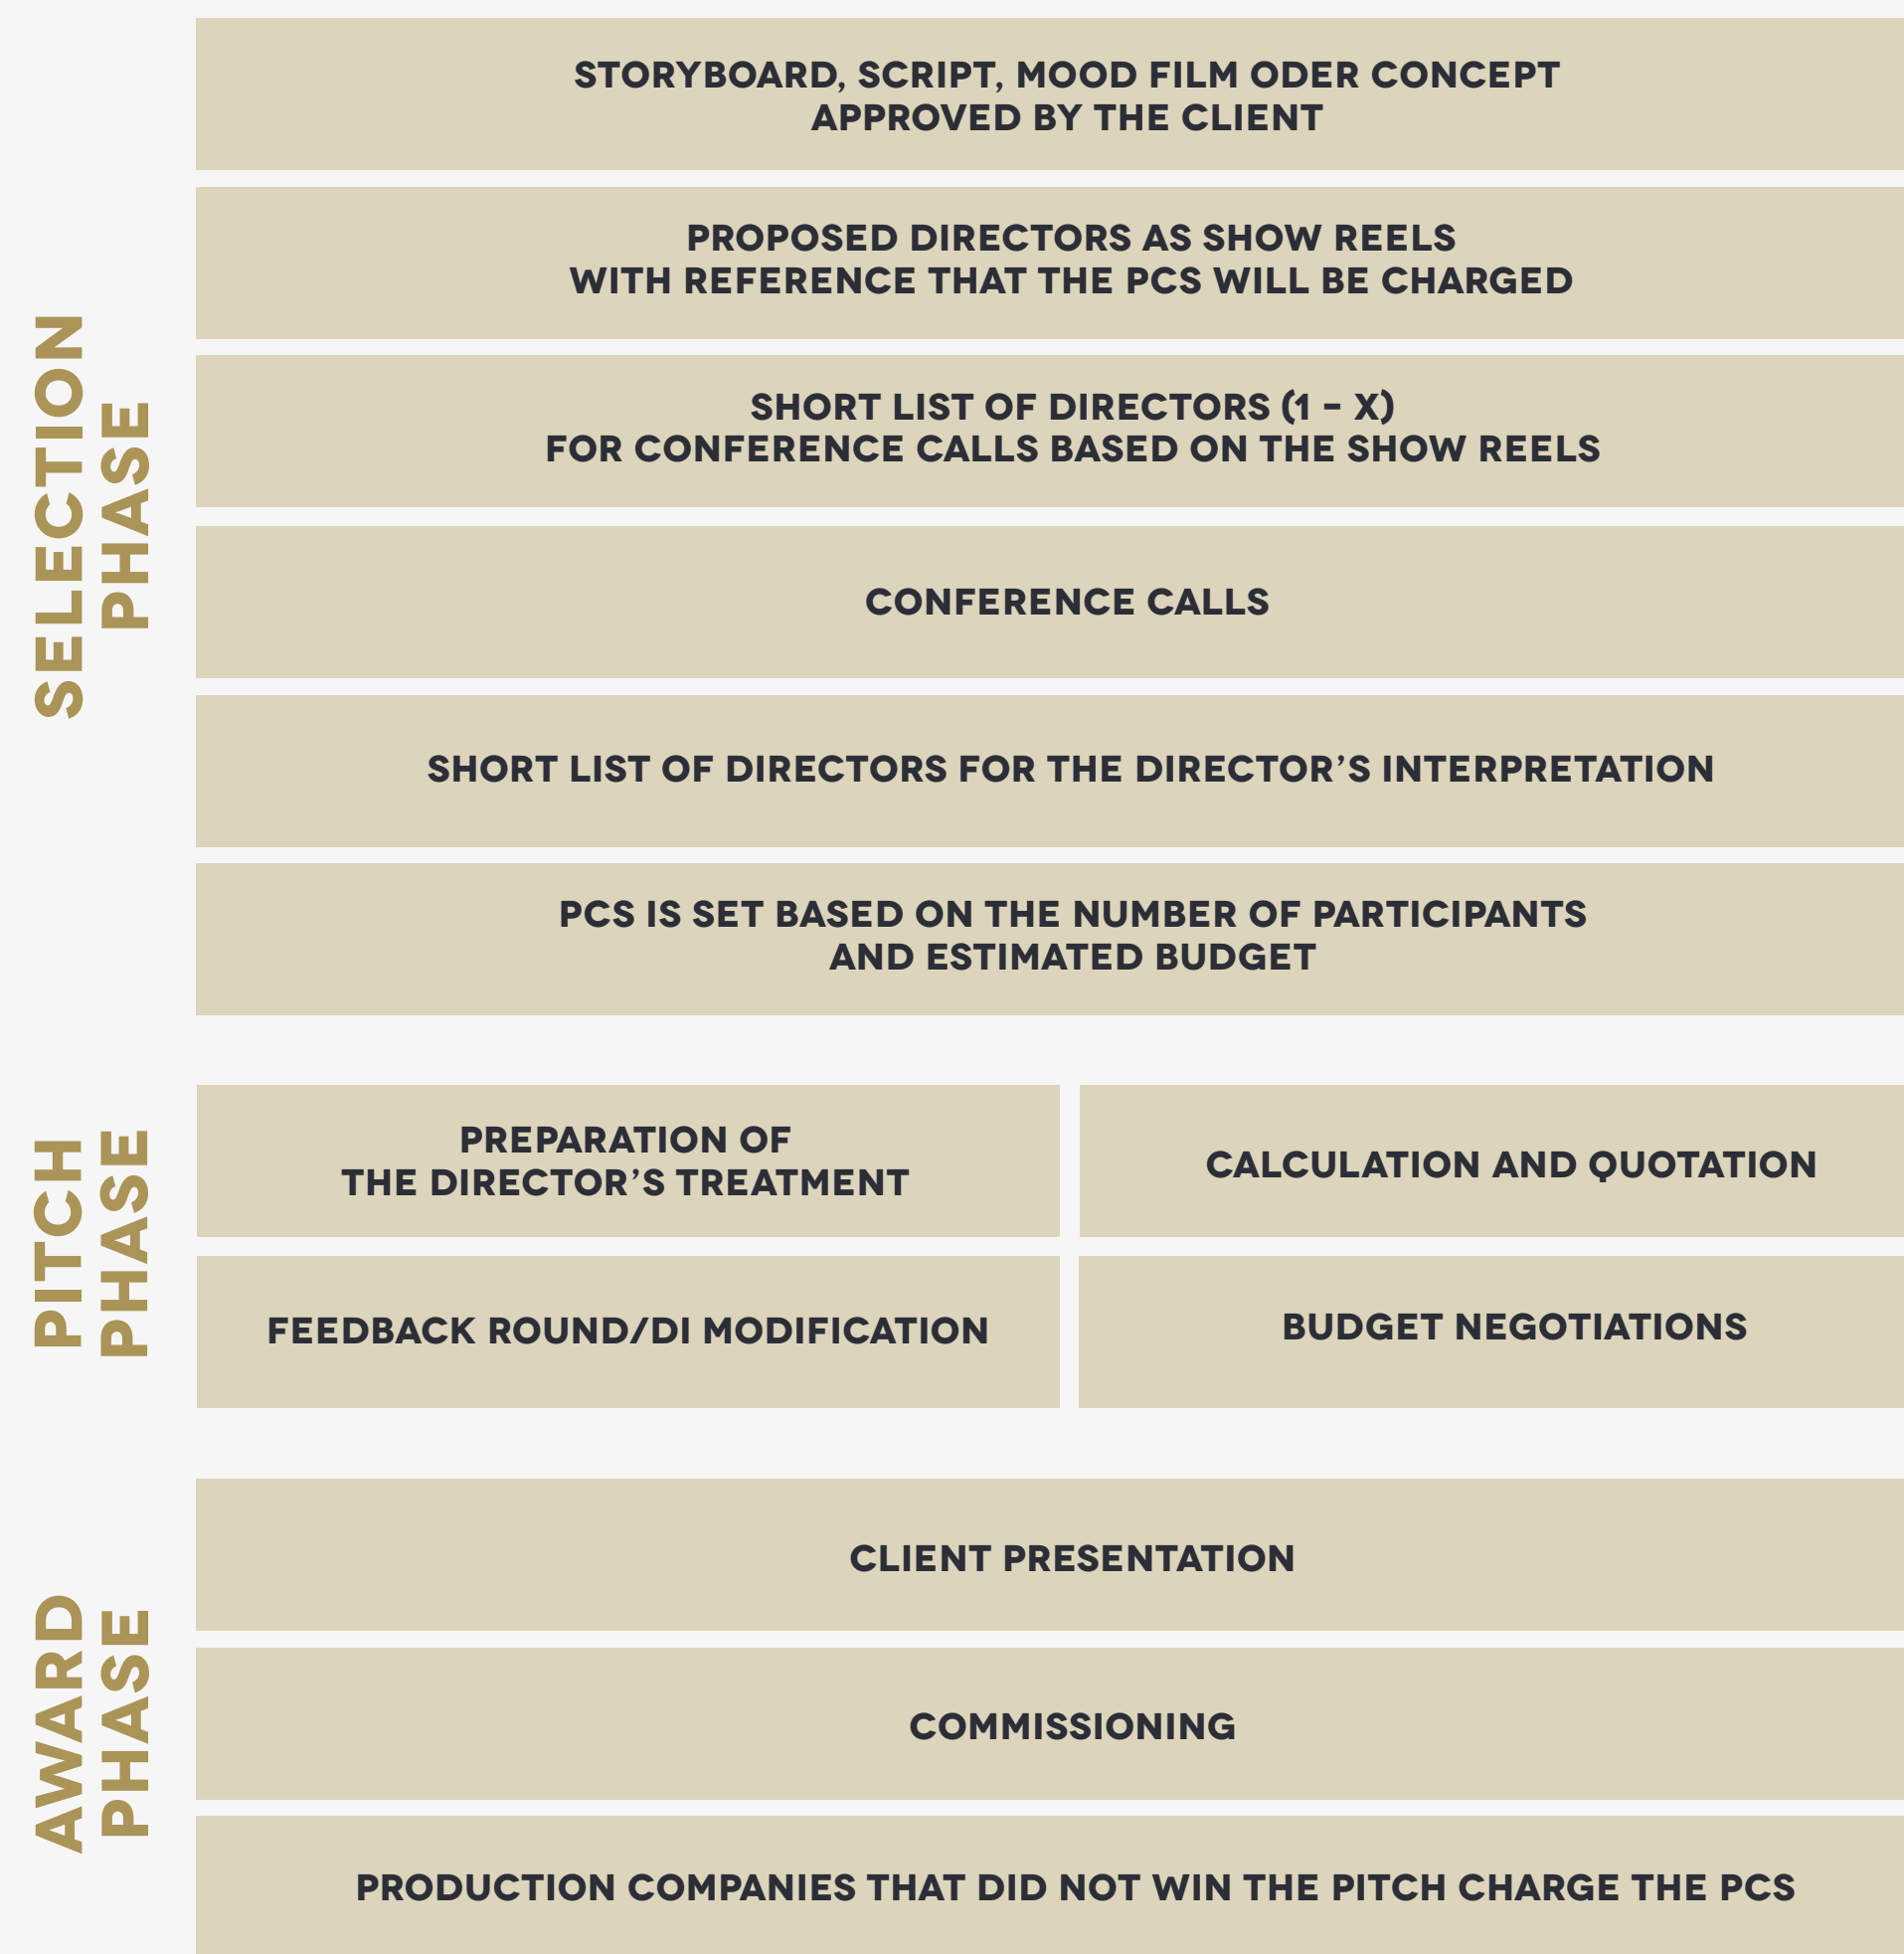 SELECTION
PHASE
STORYBOARD, SCRIPT, MOOD FILM ODER CONCEPT
APPROVED BY THE CLIENT
PROPOSED DIRECTORS AS SHOW REELS
WITH REFERENCE THAT THE PCS WILL BE CHARGED
SHORT LIST OF DIRECTORS (1 – X)
FOR CONFERENCE CALLS BASED ON THE SHOW REELS
CONFERENCE CALLS
SHORT LIST OF DIRECTORS FOR THE DIRECTOR’S INTERPRETATION
PCS IS SET BASED ON THE NUMBER OF PARTICIPANTS
AND ESTIMATED BUDGET
PITCH
PHASE
PREPARATION OF
THE DIRECTOR’S TREATMENT
CALCULATION AND QUOTATION
FEEDBACK ROUND/DI MODIFICATION
BUDGET NEGOTIATIONS
AWARD
PHASE
CLIENT PRESENTATION
COMMISSIONING
PRODUCTION COMPANIES THAT DID NOT WIN THE PITCH CHARGE THE PCS